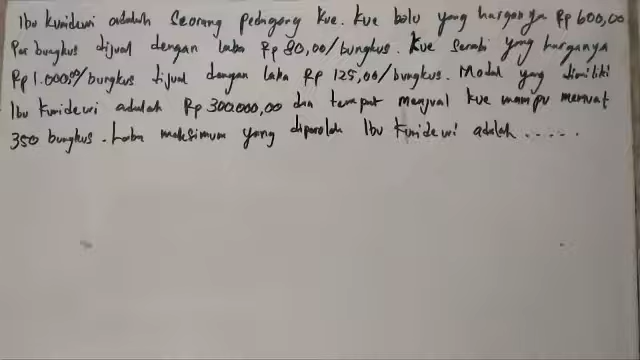 Ibu Kumidewi adalah Seorang pedagang kue. Kue bolu yang harganya Rp 600,00
Per bungkus dijual dengan laba Rp 80,00/bungkus. Kue Serabi yang harganya
Rp 1.000,00/bungkus dijual dengan laba Rp 125,00/bungkus. Modal yang dimiliki
Ibu Kumidewi adalah Rp 300.000,00 dan tempat menjual kue mampu memuat
350 bungkus. Laba maksimum yang diperoleh Ibu Kumidewi adalah .....